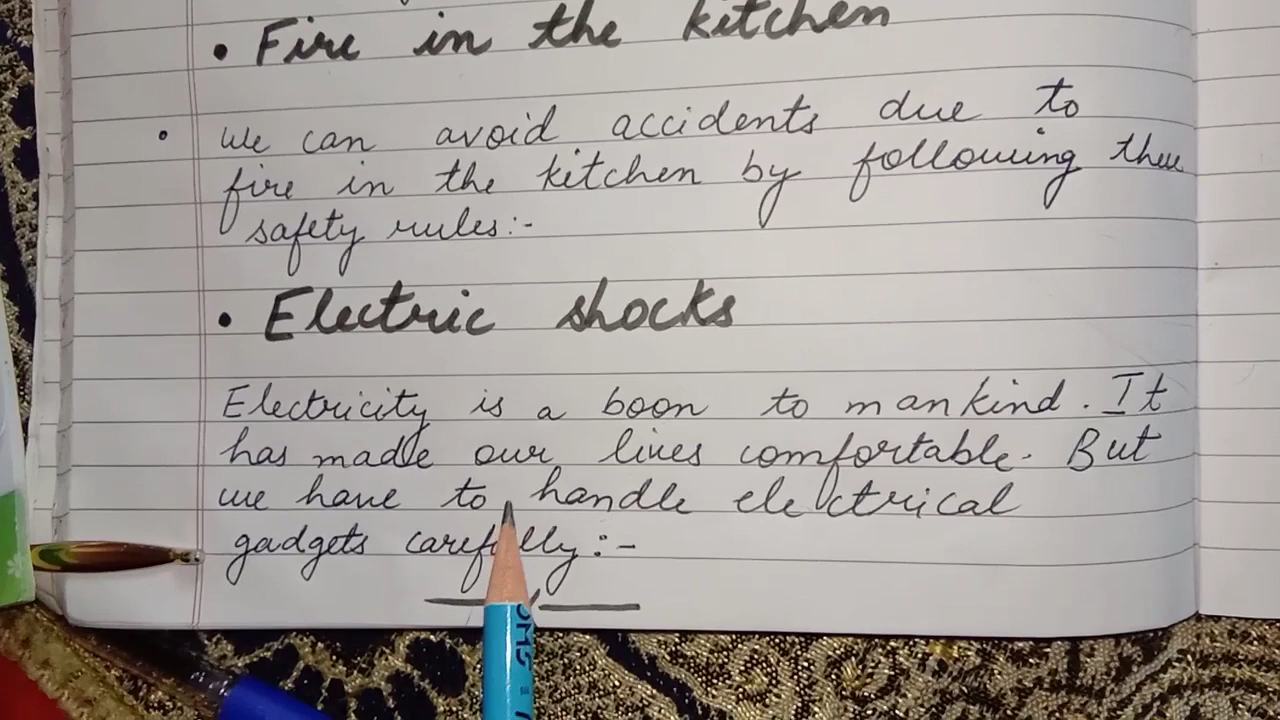 • Fire in the kitchen
• We can avoid accidents due to
fire in the kitchen by following these
safety rules:-
• Electric shocks
Electricity is a boon to mankind. It
has made our lives comfortable. But
we have to handle electrical
gadgets carefully:-
OMS